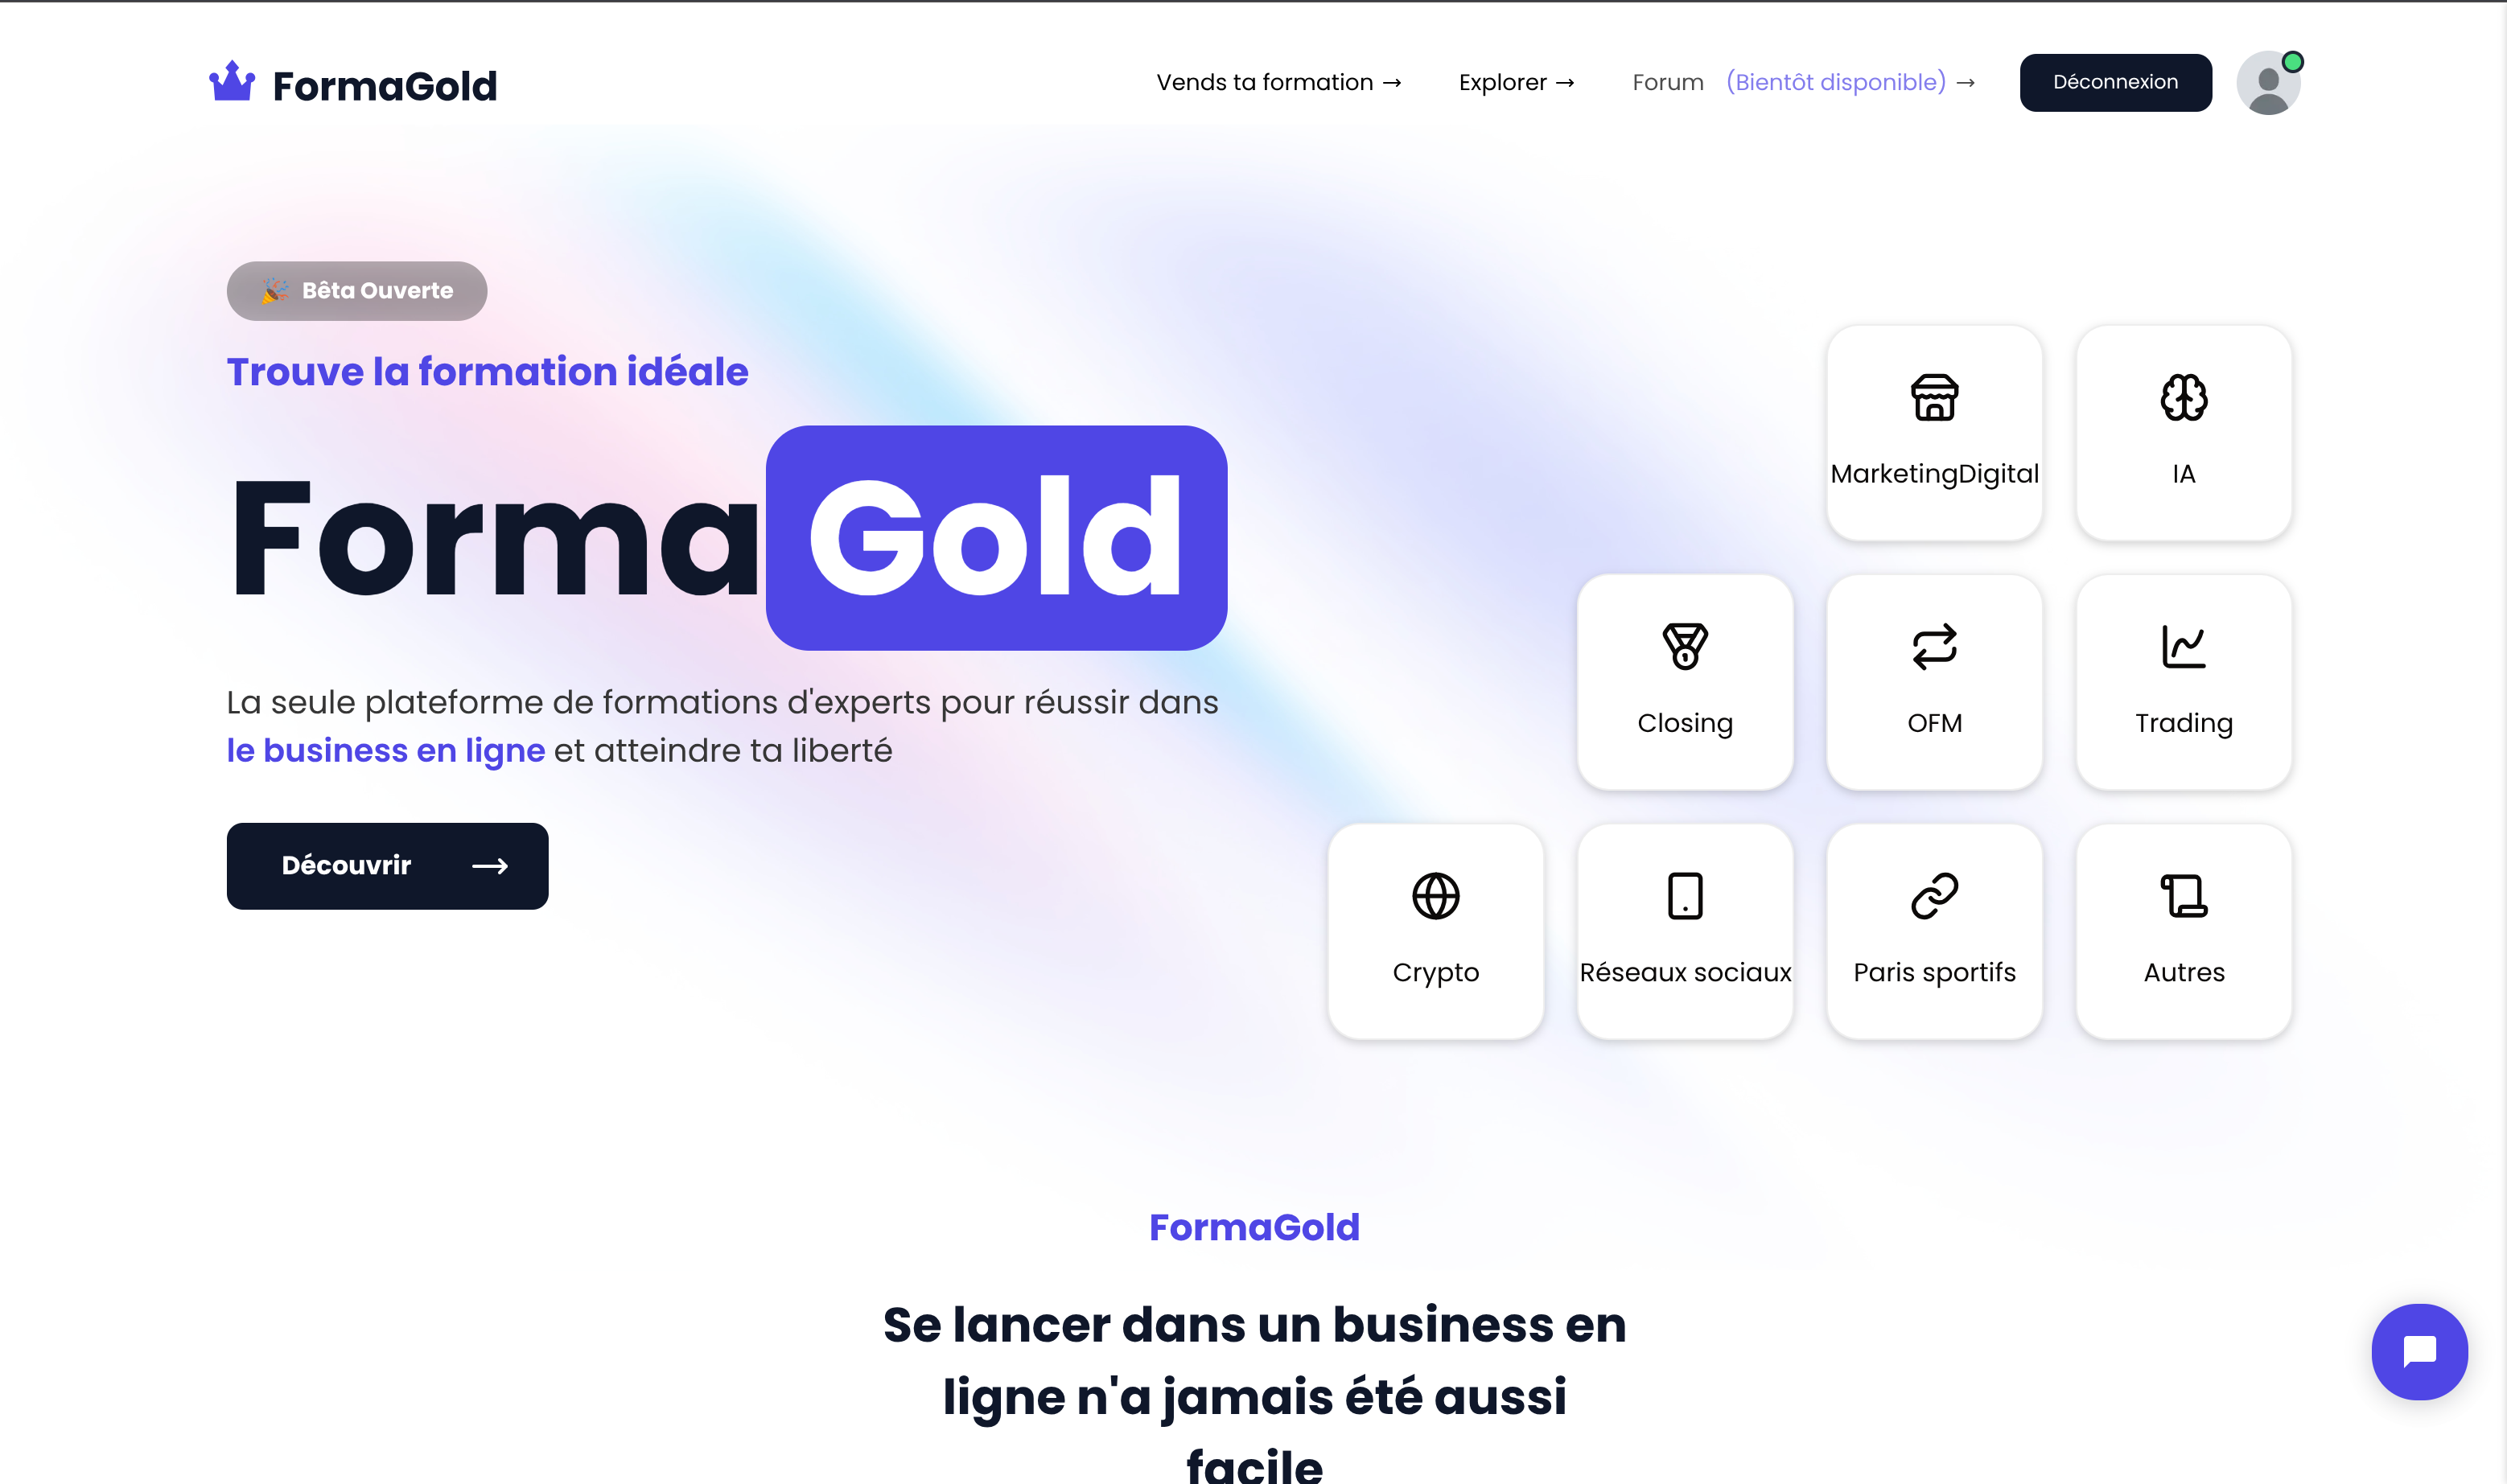 FormaGold
Vends ta formation →
Explorer →
Forum (Bientôt disponible) →
Déconnexion
🎉 Bêta Ouverte
Trouve la formation idéale
FormaGold
La seule plateforme de formations d'experts pour réussir dans
le business en ligne et atteindre ta liberté
Découvrir
MarketingDigital
IA
Closing
OFM
Trading
Crypto
Réseaux sociaux
Paris sportifs
Autres
FormaGold
Se lancer dans un business en
ligne n'a jamais été aussi
facile